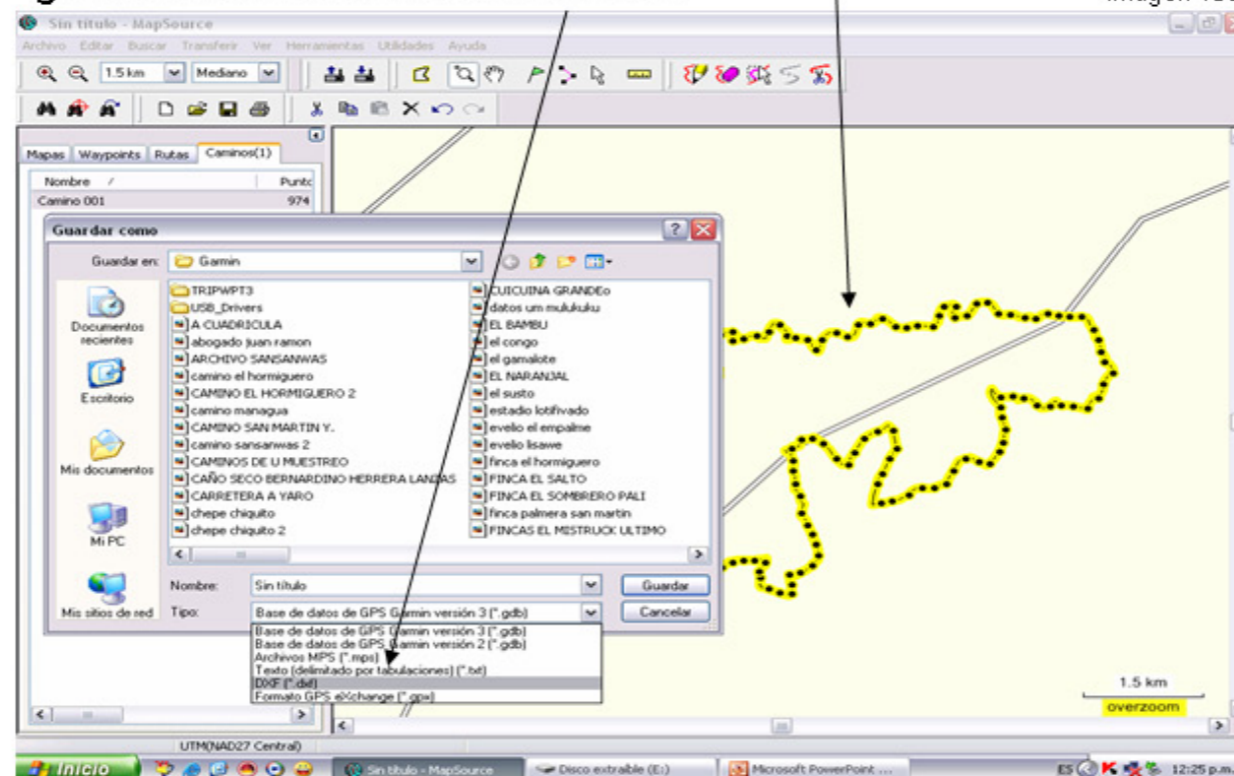 Sin título - MapSource
Archivo Editar Buscar Transferir Ver Herramientas Utilidades Ayuda
1.5 km Mediano
Mapas Waypoints Rutas Caminos(1)
Nombre / Punto
Camino 001 974
Guardar como
Guardar en: Garmin
Documentos recientes
Escritorio
Mis documentos
Mi PC
Mis sitios de red
TRIPWPT3
USB_Drivers
A CUADRICULA
abogado juan ramon
ARCHIVO SANSANWAS
camino el hormiguero
CAMINO EL HORMIGUERO 2
camino managua
CAMINO SAN MARTIN Y.
camino sansanwas 2
CAMINOS DE U MUESTREO
CAÑO SECO BERNARDINO HERRERA LANZAS
CARRETERA A YARO
chepe chiquito
chepe chiquito 2
CUICUINA GRANDEo
datos um mulukuku
EL BAMBU
el congo
el gamalote
EL NARANJAL
el susto
estadio lotifivado
evelio el empalme
evelio lisawe
finca el hormiguero
FINCA EL SALTO
FINCA EL SOMBRERO PALI
finca palmera san martin
FINCAS EL MISTRUCK ULTIMO
Nombre: Sin título Guardar
Tipo: Base de datos de GPS Garmin versión 3 (*.gdb) Cancelar
Base de datos de GPS Garmin versión 3 (*.gdb)
Base de datos de GPS Garmin versión 2 (*.gdb)
Archivos MPS (*.mps)
Texto (delimitado por tabulaciones) (*.txt)
DXF (*.dxf)
Formato GPS eXchange (*.gpx)
1.5 km
overzoom
UTM(NAD27 Central)
Inicio Sin título - MapSource Disco extraíble (E:) Microsoft PowerPoint ... ES 12:25 p.m.